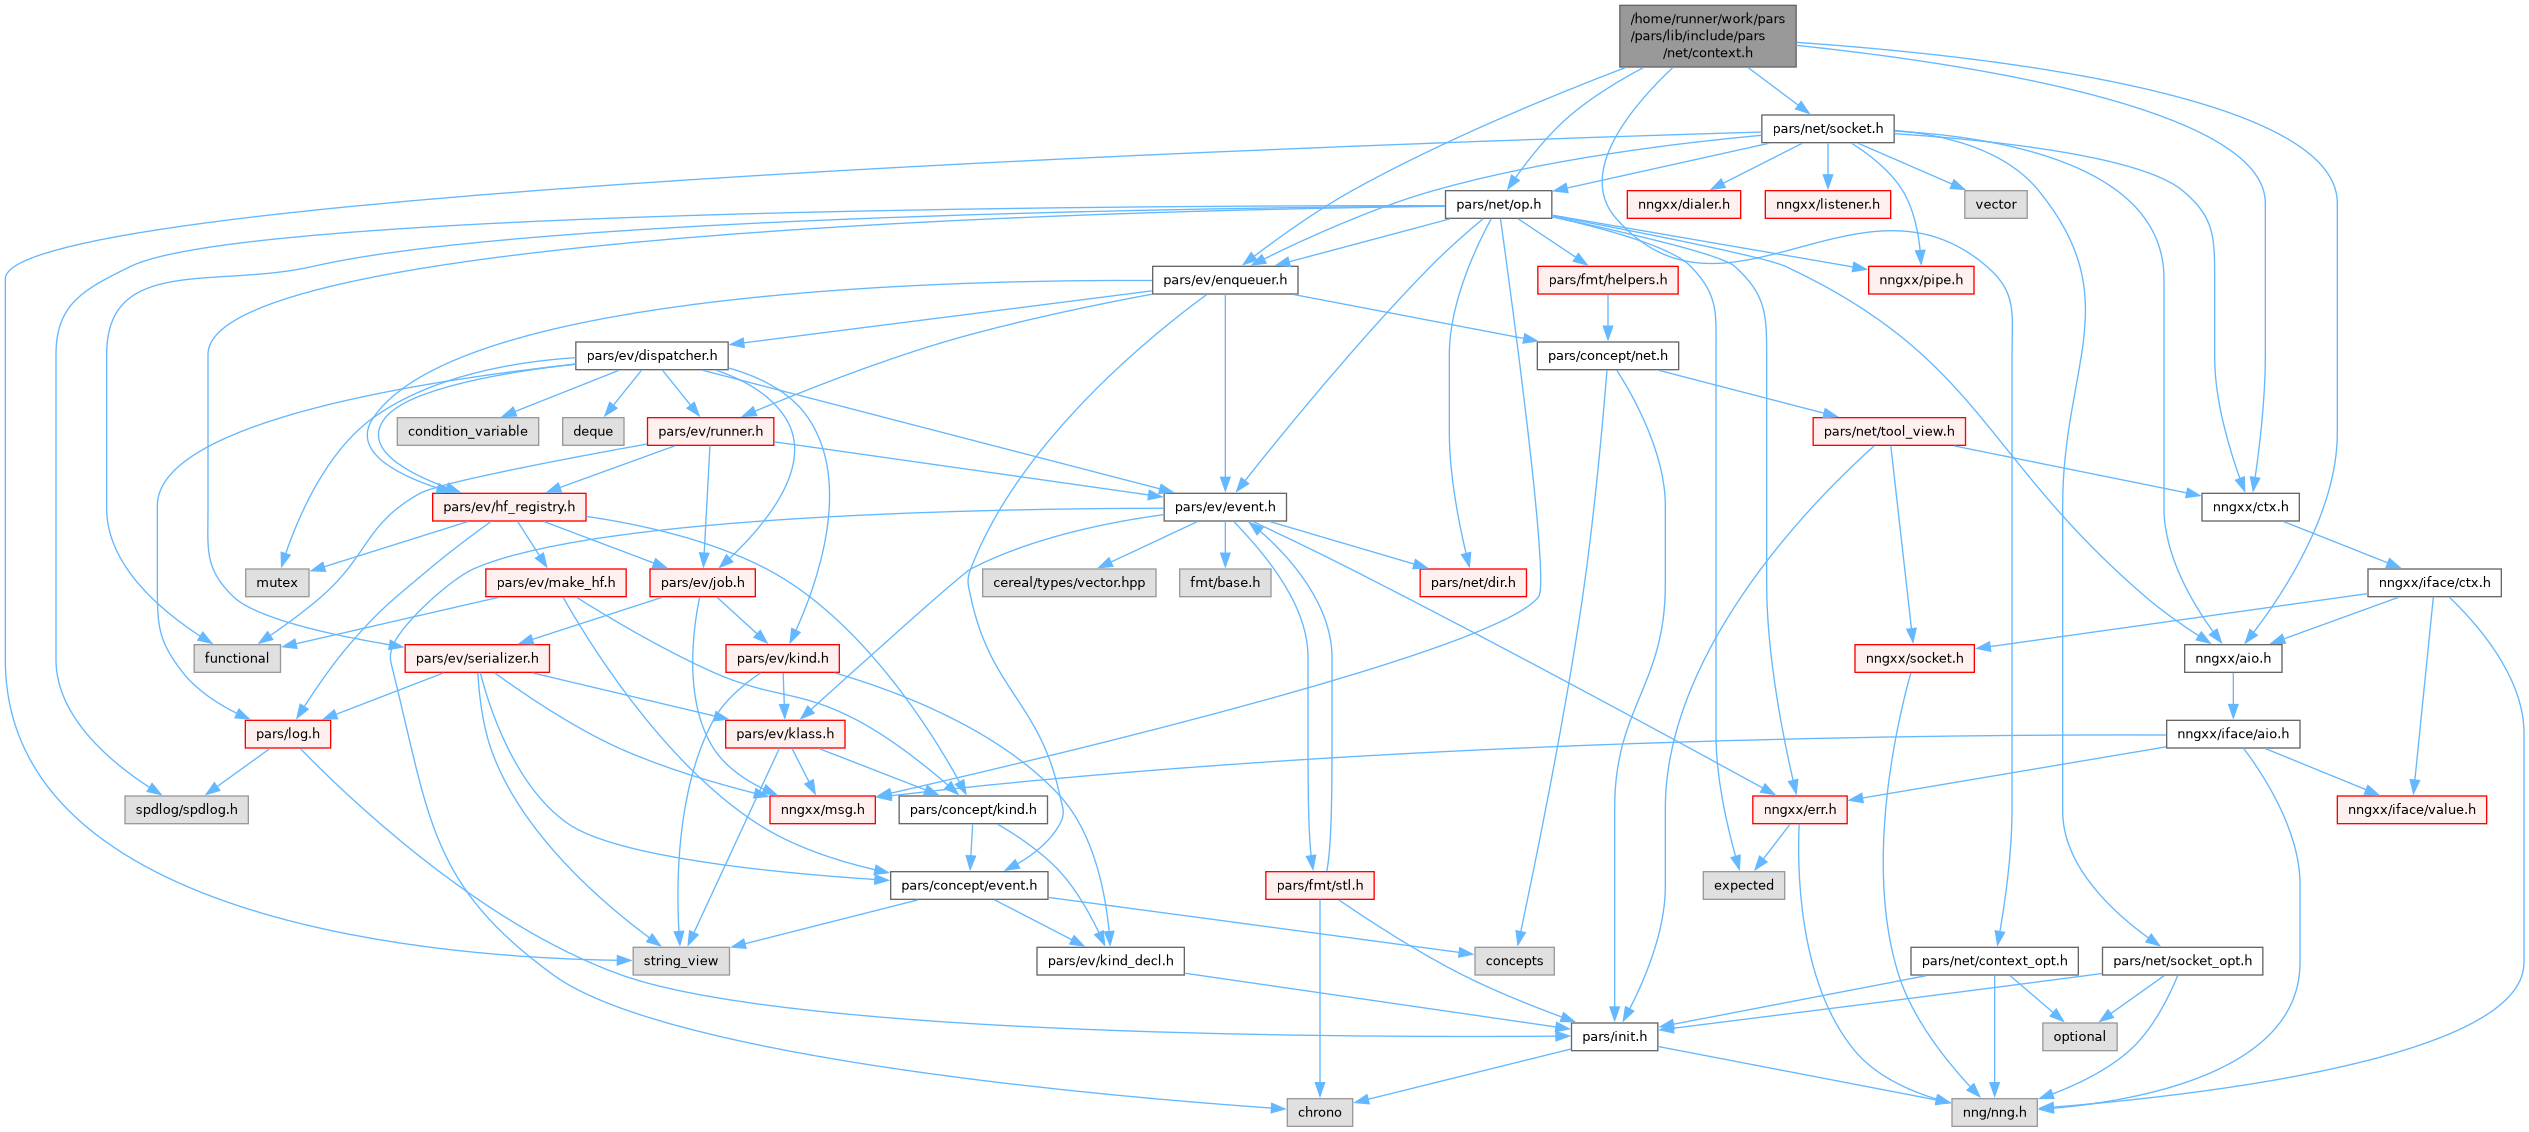 /home/runner/work/pars
/pars/lib/include/pars
/net/context.h
pars/net/socket.h
pars/net/op.h
nngxx/dialer.h
nngxx/listener.h
vector
pars/ev/enqueuer.h
pars/fmt/helpers.h
nngxx/pipe.h
pars/ev/dispatcher.h
pars/concept/net.h
condition_variable
deque
pars/ev/runner.h
pars/net/tool_view.h
pars/ev/hf_registry.h
pars/ev/event.h
nngxx/ctx.h
mutex
pars/ev/make_hf.h
pars/ev/job.h
cereal/types/vector.hpp
fmt/base.h
pars/net/dir.h
nngxx/iface/ctx.h
functional
pars/ev/serializer.h
pars/ev/kind.h
nngxx/socket.h
nngxx/aio.h
pars/log.h
pars/ev/klass.h
nngxx/iface/aio.h
spdlog/spdlog.h
nngxx/msg.h
pars/concept/kind.h
nngxx/err.h
nngxx/iface/value.h
pars/concept/event.h
pars/fmt/stl.h
expected
string_view
pars/ev/kind_decl.h
concepts
pars/net/context_opt.h
pars/net/socket_opt.h
pars/init.h
optional
chrono
nng/nng.h